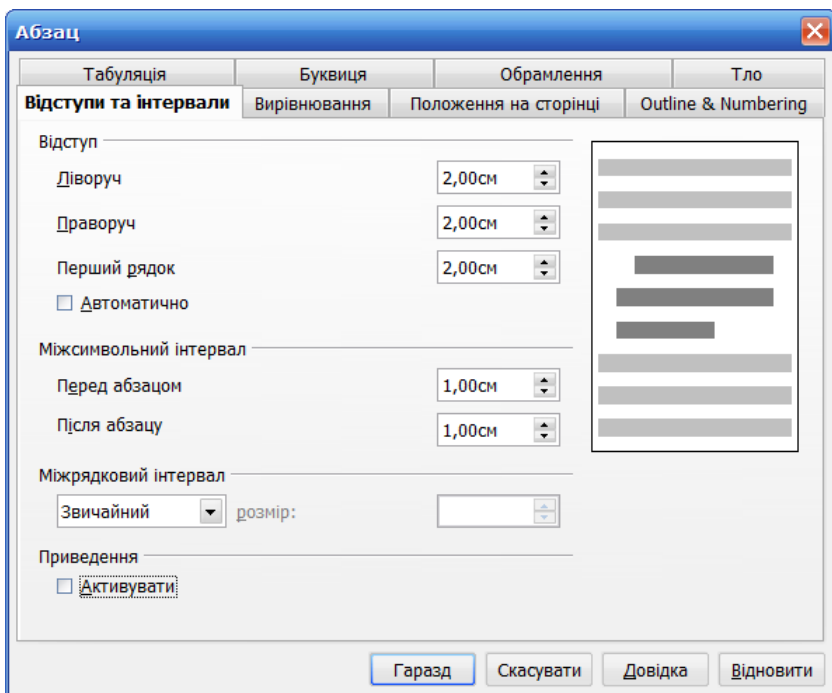 Абзац
Табуляція Буквиця Обрамлення Тло
Відступи та інтервали Вирівнювання Положення на сторінці Outline & Numbering
Відступ
Ліворуч 2,00см
Праворуч 2,00см
Перший рядок 2,00см
Автоматично
Міжсимвольний інтервал
Перед абзацом 1,00см
Після абзацу 1,00см
Міжрядковий інтервал
Звичайний розмір:
Приведення
Активувати
Гаразд Скасувати Довідка Відновити